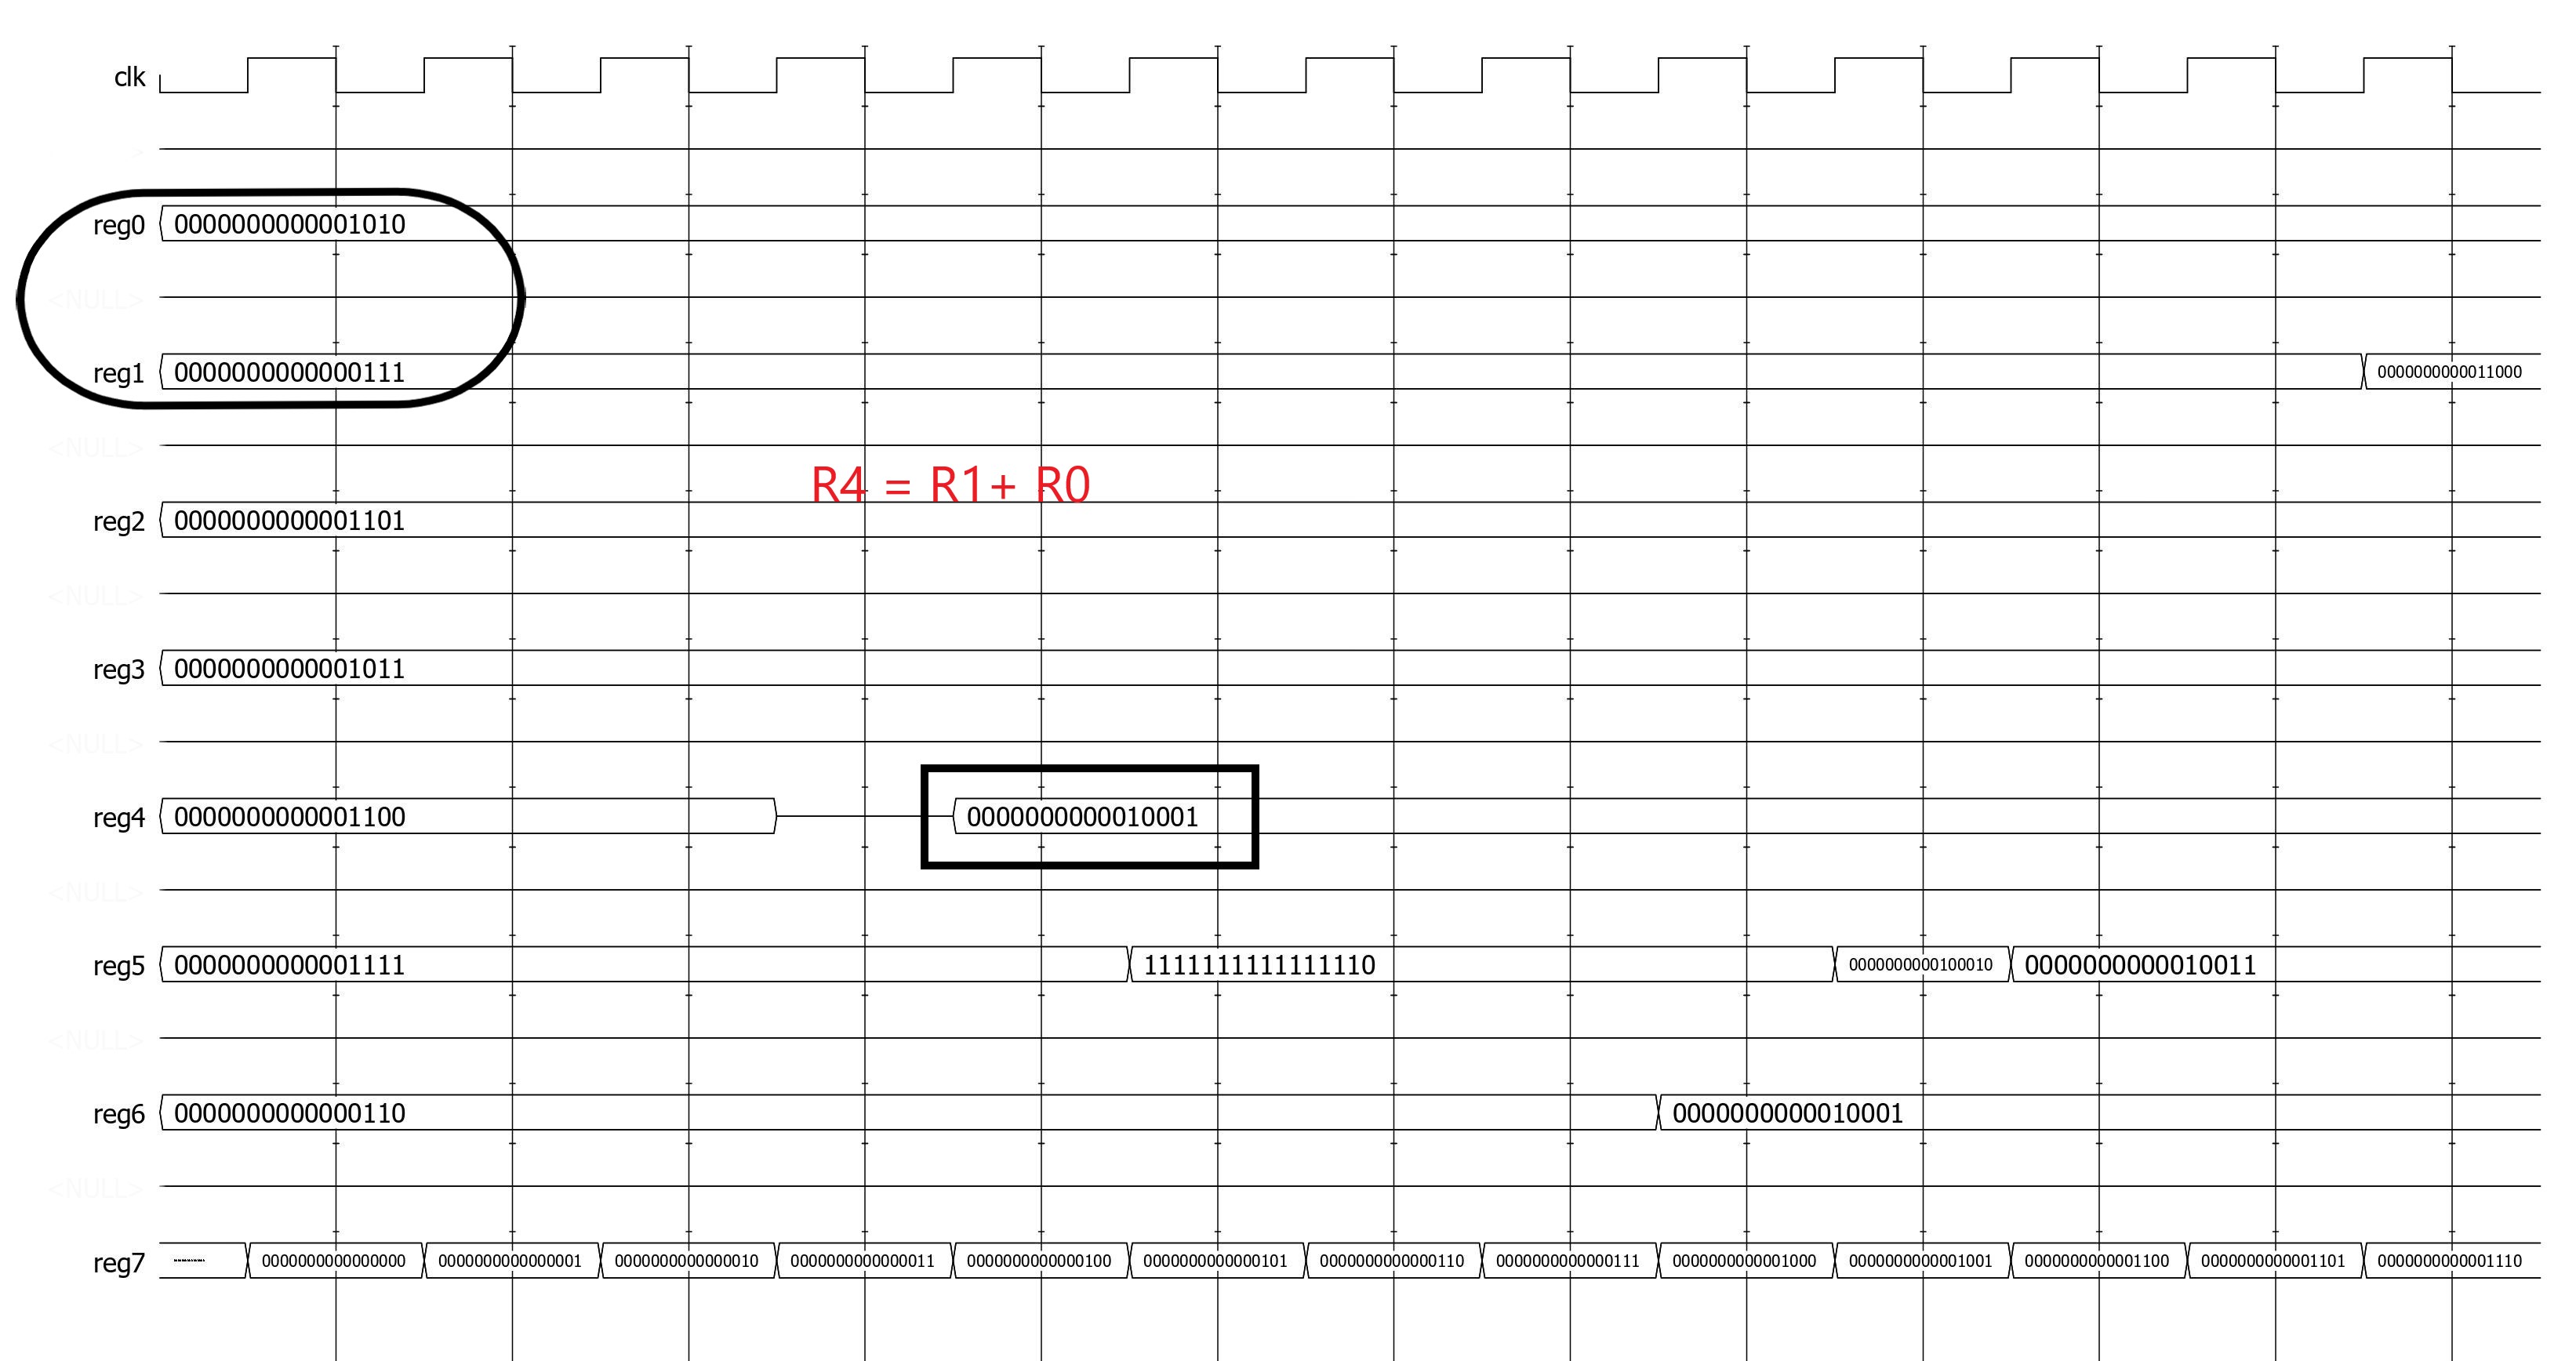 clk
>
reg0 0000000000001010
<NULL>
reg1 0000000000000111 0000000000011000
<NULL>
R4 = R1+ R0
reg2 0000000000001101
<NULL>
reg3 0000000000001011
<NULL>
reg4 0000000000001100 0000000000010001
<NULL>
reg5 0000000000001111 1111111111111110 0000000000100010 0000000000010011
<NULL>
reg6 0000000000000110 0000000000010001
<NULL>
reg7 0000000000000000 0000000000000001 0000000000000010 0000000000000011 0000000000000100 0000000000000101 0000000000000110 0000000000000111 0000000000001000 0000000000001001 0000000000001100 0000000000001101 0000000000001110